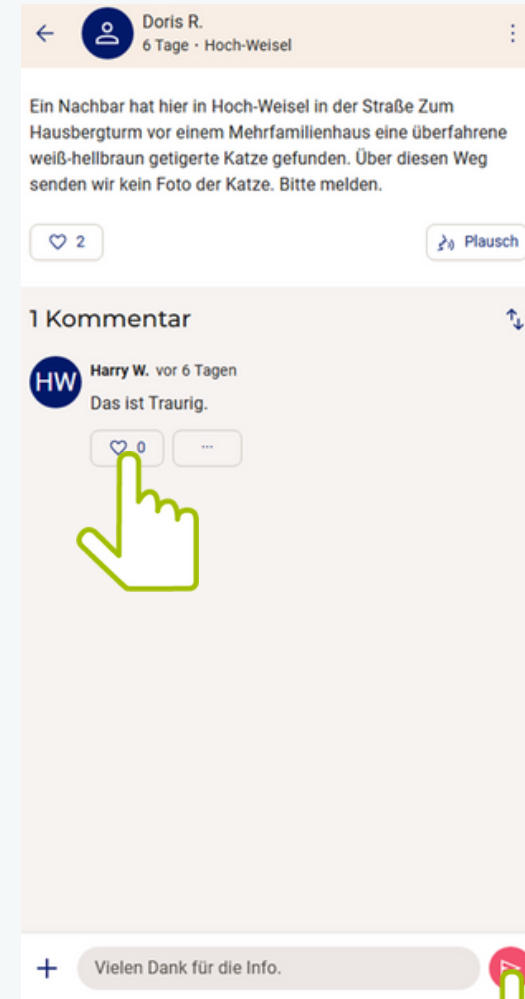 Doris R.
6 Tage · Hoch-Weisel
Ein Nachbar hat hier in Hoch-Weisel in der Straße Zum
Hausbergturm vor einem Mehrfamilienhaus eine überfahrene
weiß-hellbraun getigerte Katze gefunden. Über diesen Weg
senden wir kein Foto der Katze. Bitte melden.
2
Plausch
1 Kommentar
HW
Harry W. vor 6 Tagen
Das ist Traurig.
0
...
Vielen Dank für die Info.